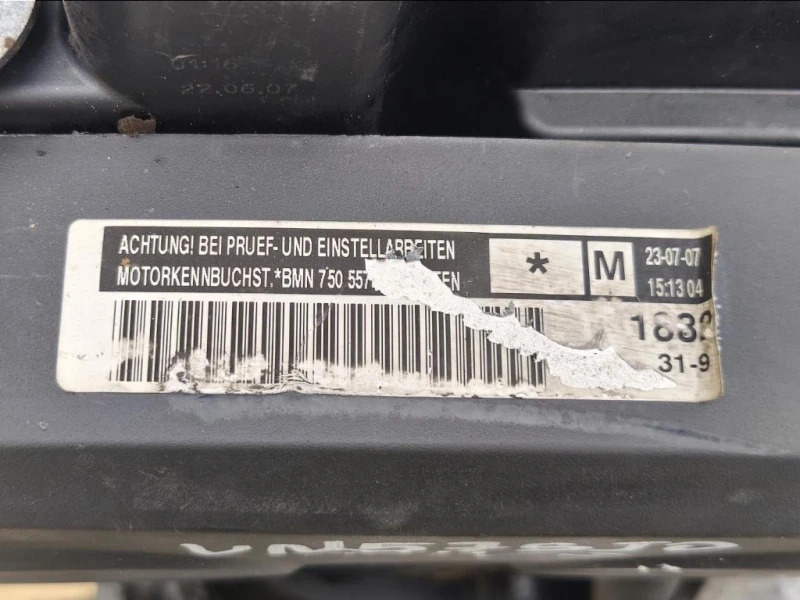 01:16
22.06.07
ACHTUNG! BEI PRUEF- UND EINSTELLARBEITEN
MOTORKENNBUCHST.*BMN 750 557
* M 23-07-07
15:13 04
31-9